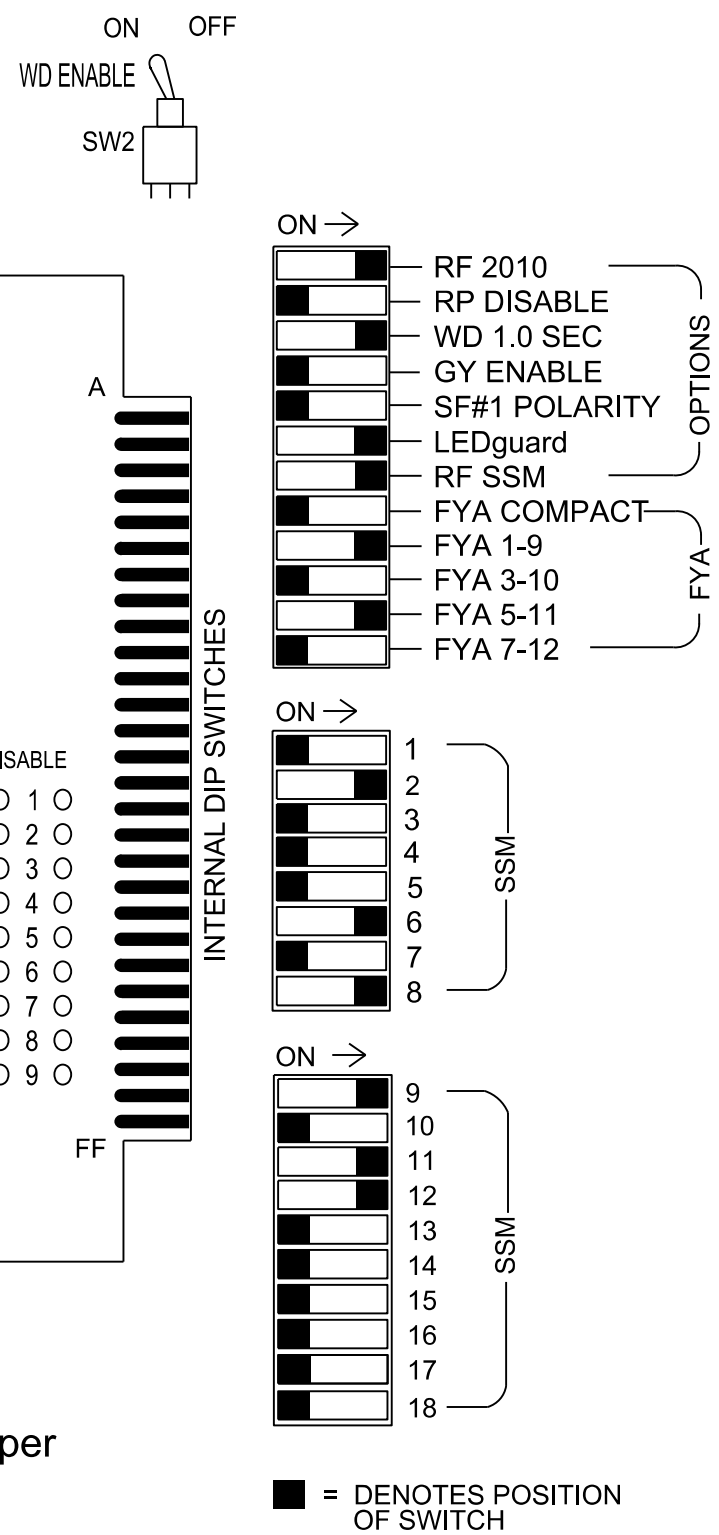 ON OFF
WD ENABLE
SW2
ON
RF 2010
RP DISABLE
WD 1.0 SEC
GY ENABLE
SF#1 POLARITY
LEDguard
RF SSM
OPTIONS
FYA COMPACT
FYA 1-9
FYA 3-10
FYA 5-11
FYA 7-12
FYA
A
FF
INTERNAL DIP SWITCHES
ISABLE
1
2
3
4
5
6
7
8
9
ON
1
2
3
4
5
6
7
8
SSM
ON
9
10
11
12
13
14
15
16
17
18
SSM
per
= DENOTES POSITION
OF SWITCH